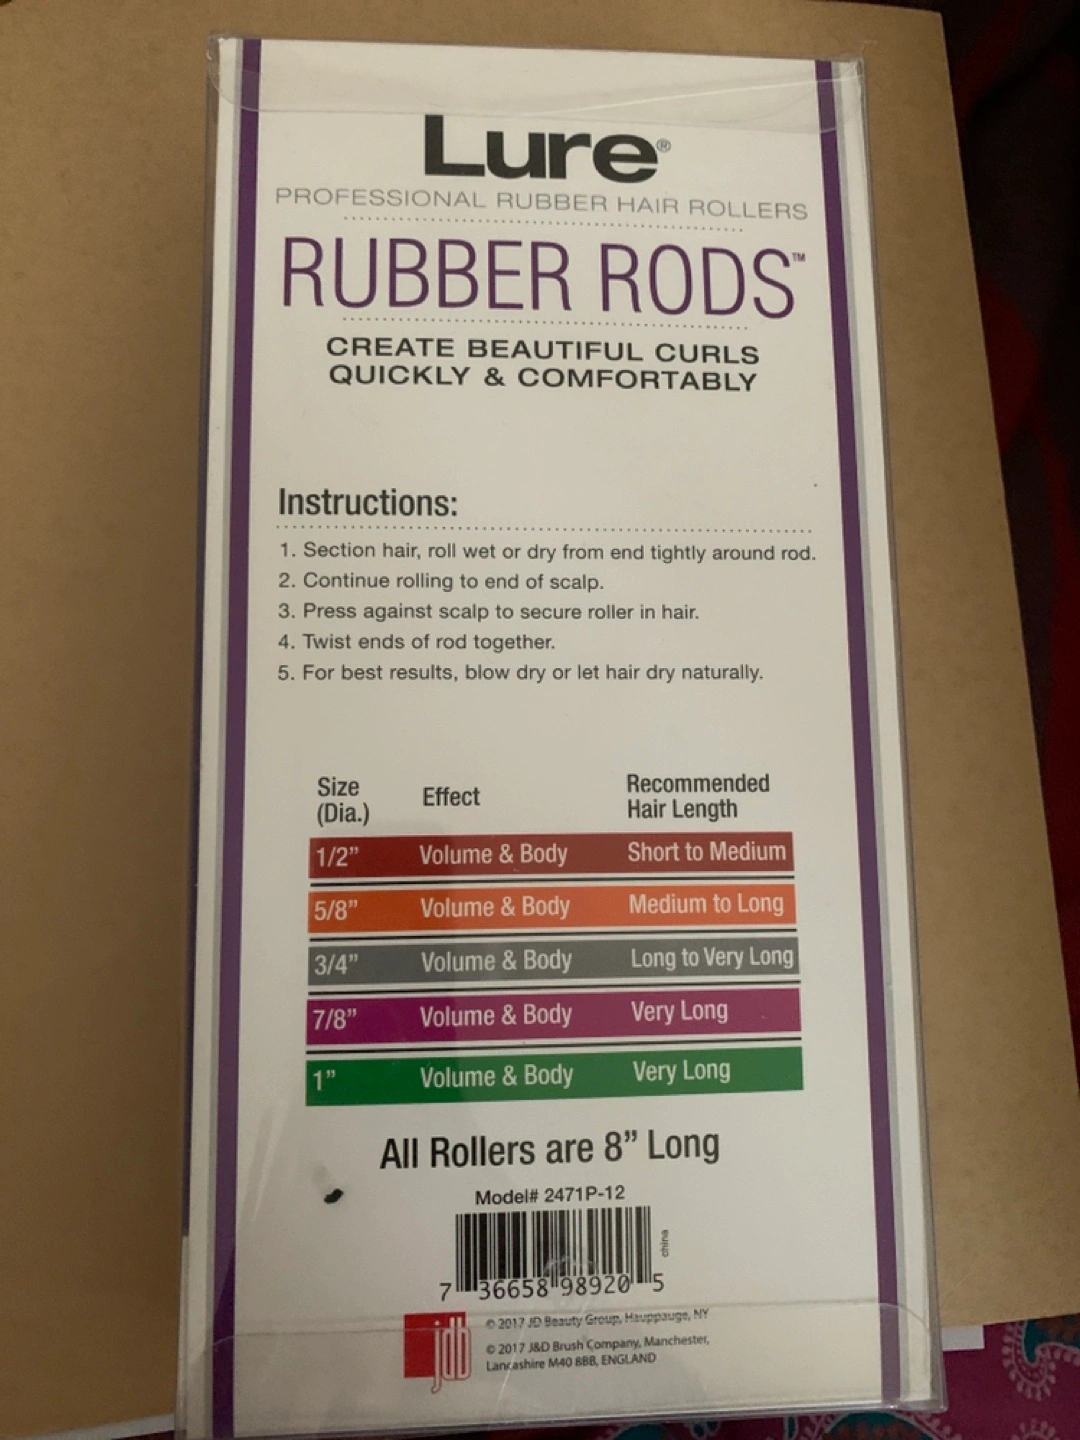 Lure®
PROFESSIONAL RUBBER HAIR ROLLERS
RUBBER RODS™
CREATE BEAUTIFUL CURLS
QUICKLY & COMFORTABLY
Instructions:
1. Section hair, roll wet or dry from end tightly around rod.
2. Continue rolling to end of scalp.
3. Press against scalp to secure roller in hair.
4. Twist ends of rod together.
5. For best results, blow dry or let hair dry naturally.
Size (Dia.) Effect Recommended Hair Length
1/2” Volume & Body Short to Medium
5/8” Volume & Body Medium to Long
3/4” Volume & Body Long to Very Long
7/8” Volume & Body Very Long
1” Volume & Body Very Long
All Rollers are 8” Long
Model# 2471P-12
china
7 36658 98920 5
jdb
© 2017 JD Beauty Group, Hauppauge, NY
© 2017 J&D Brush Company, Manchester,
Lancashire M40 8BB, ENGLAND